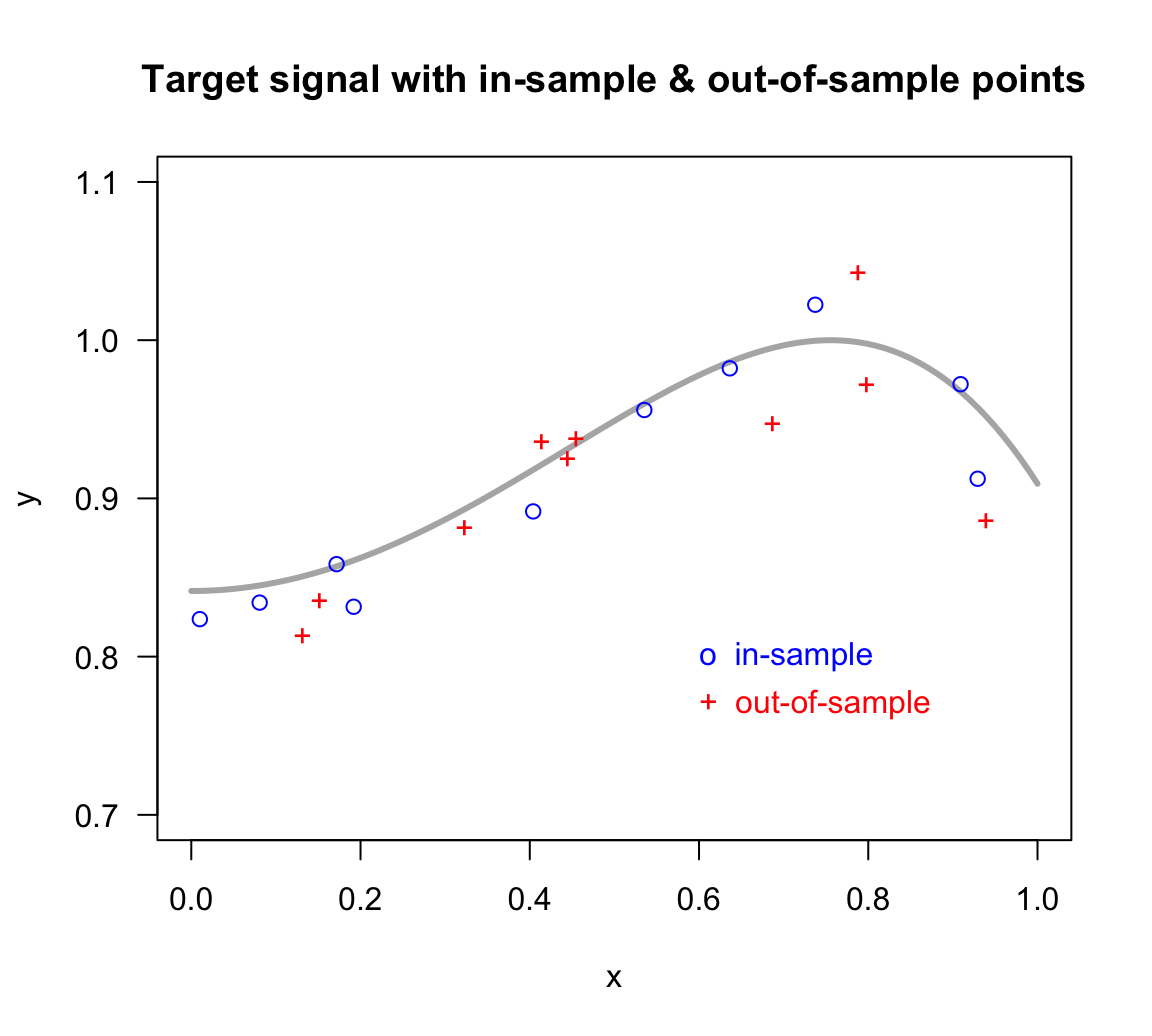 Target signal with in-sample & out-of-sample points
1.1
1.0
0.9
0.8
0.7
y
o in-sample
+ out-of-sample
0.0 0.2 0.4 0.6 0.8 1.0
x